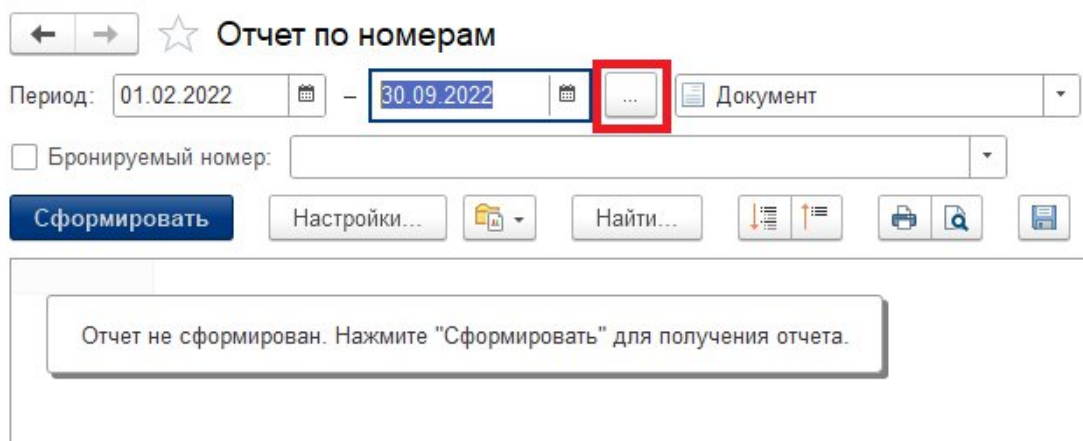 Отчет по номерам
Период: 01.02.2022 – 30.09.2022 ... Документ
Бронируемый номер:
Сформировать Настройки... Найти...
Отчет не сформирован. Нажмите "Сформировать" для получения отчета.